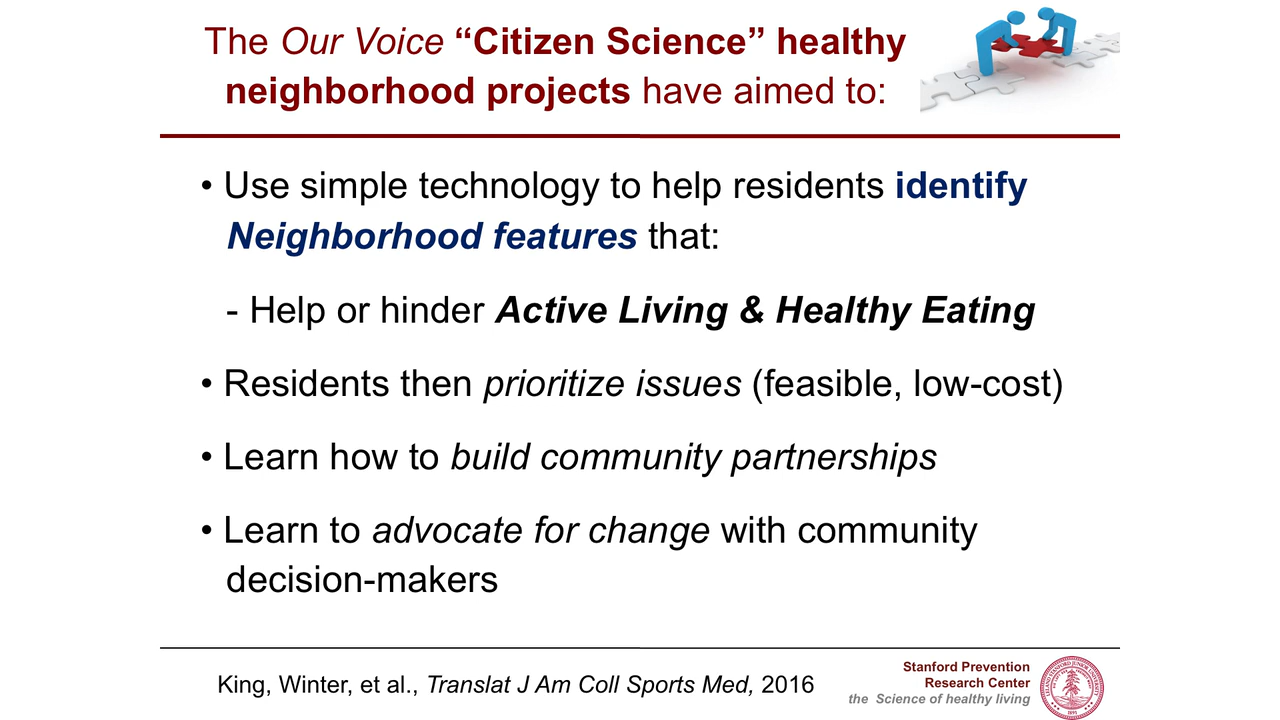 The Our Voice “Citizen Science” healthy
neighborhood projects have aimed to:
• Use simple technology to help residents identify
Neighborhood features that:
- Help or hinder Active Living & Healthy Eating
• Residents then prioritize issues (feasible, low-cost)
• Learn how to build community partnerships
• Learn to advocate for change with community
decision-makers
King, Winter, et al., Translat J Am Coll Sports Med, 2016
Stanford Prevention
Research Center
the Science of healthy living